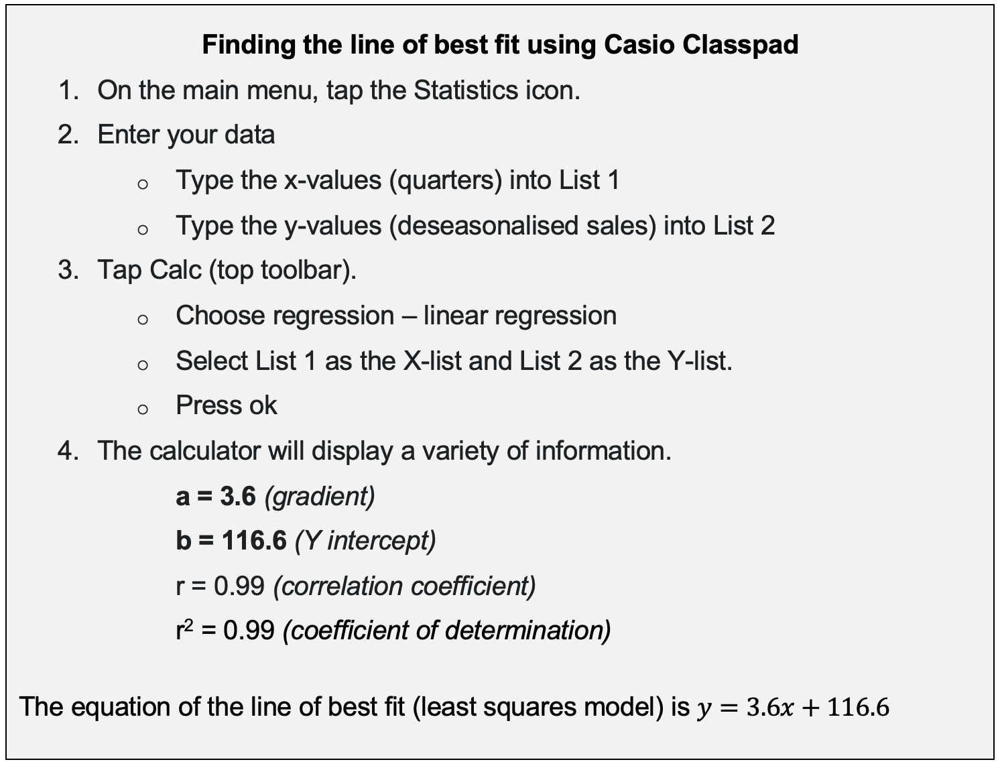 Finding the line of best fit using Casio Classpad
1. On the main menu, tap the Statistics icon.
2. Enter your data
○ Type the x-values (quarters) into List 1
○ Type the y-values (deseasonalised sales) into List 2
3. Tap Calc (top toolbar).
○ Choose regression – linear regression
○ Select List 1 as the X-list and List 2 as the Y-list.
○ Press ok
4. The calculator will display a variety of information.
a = 3.6 (gradient)
b = 116.6 (Y intercept)
r = 0.99 (correlation coefficient)
r² = 0.99 (coefficient of determination)
The equation of the line of best fit (least squares model) is 𝑦 = 3.6𝑥 + 116.6